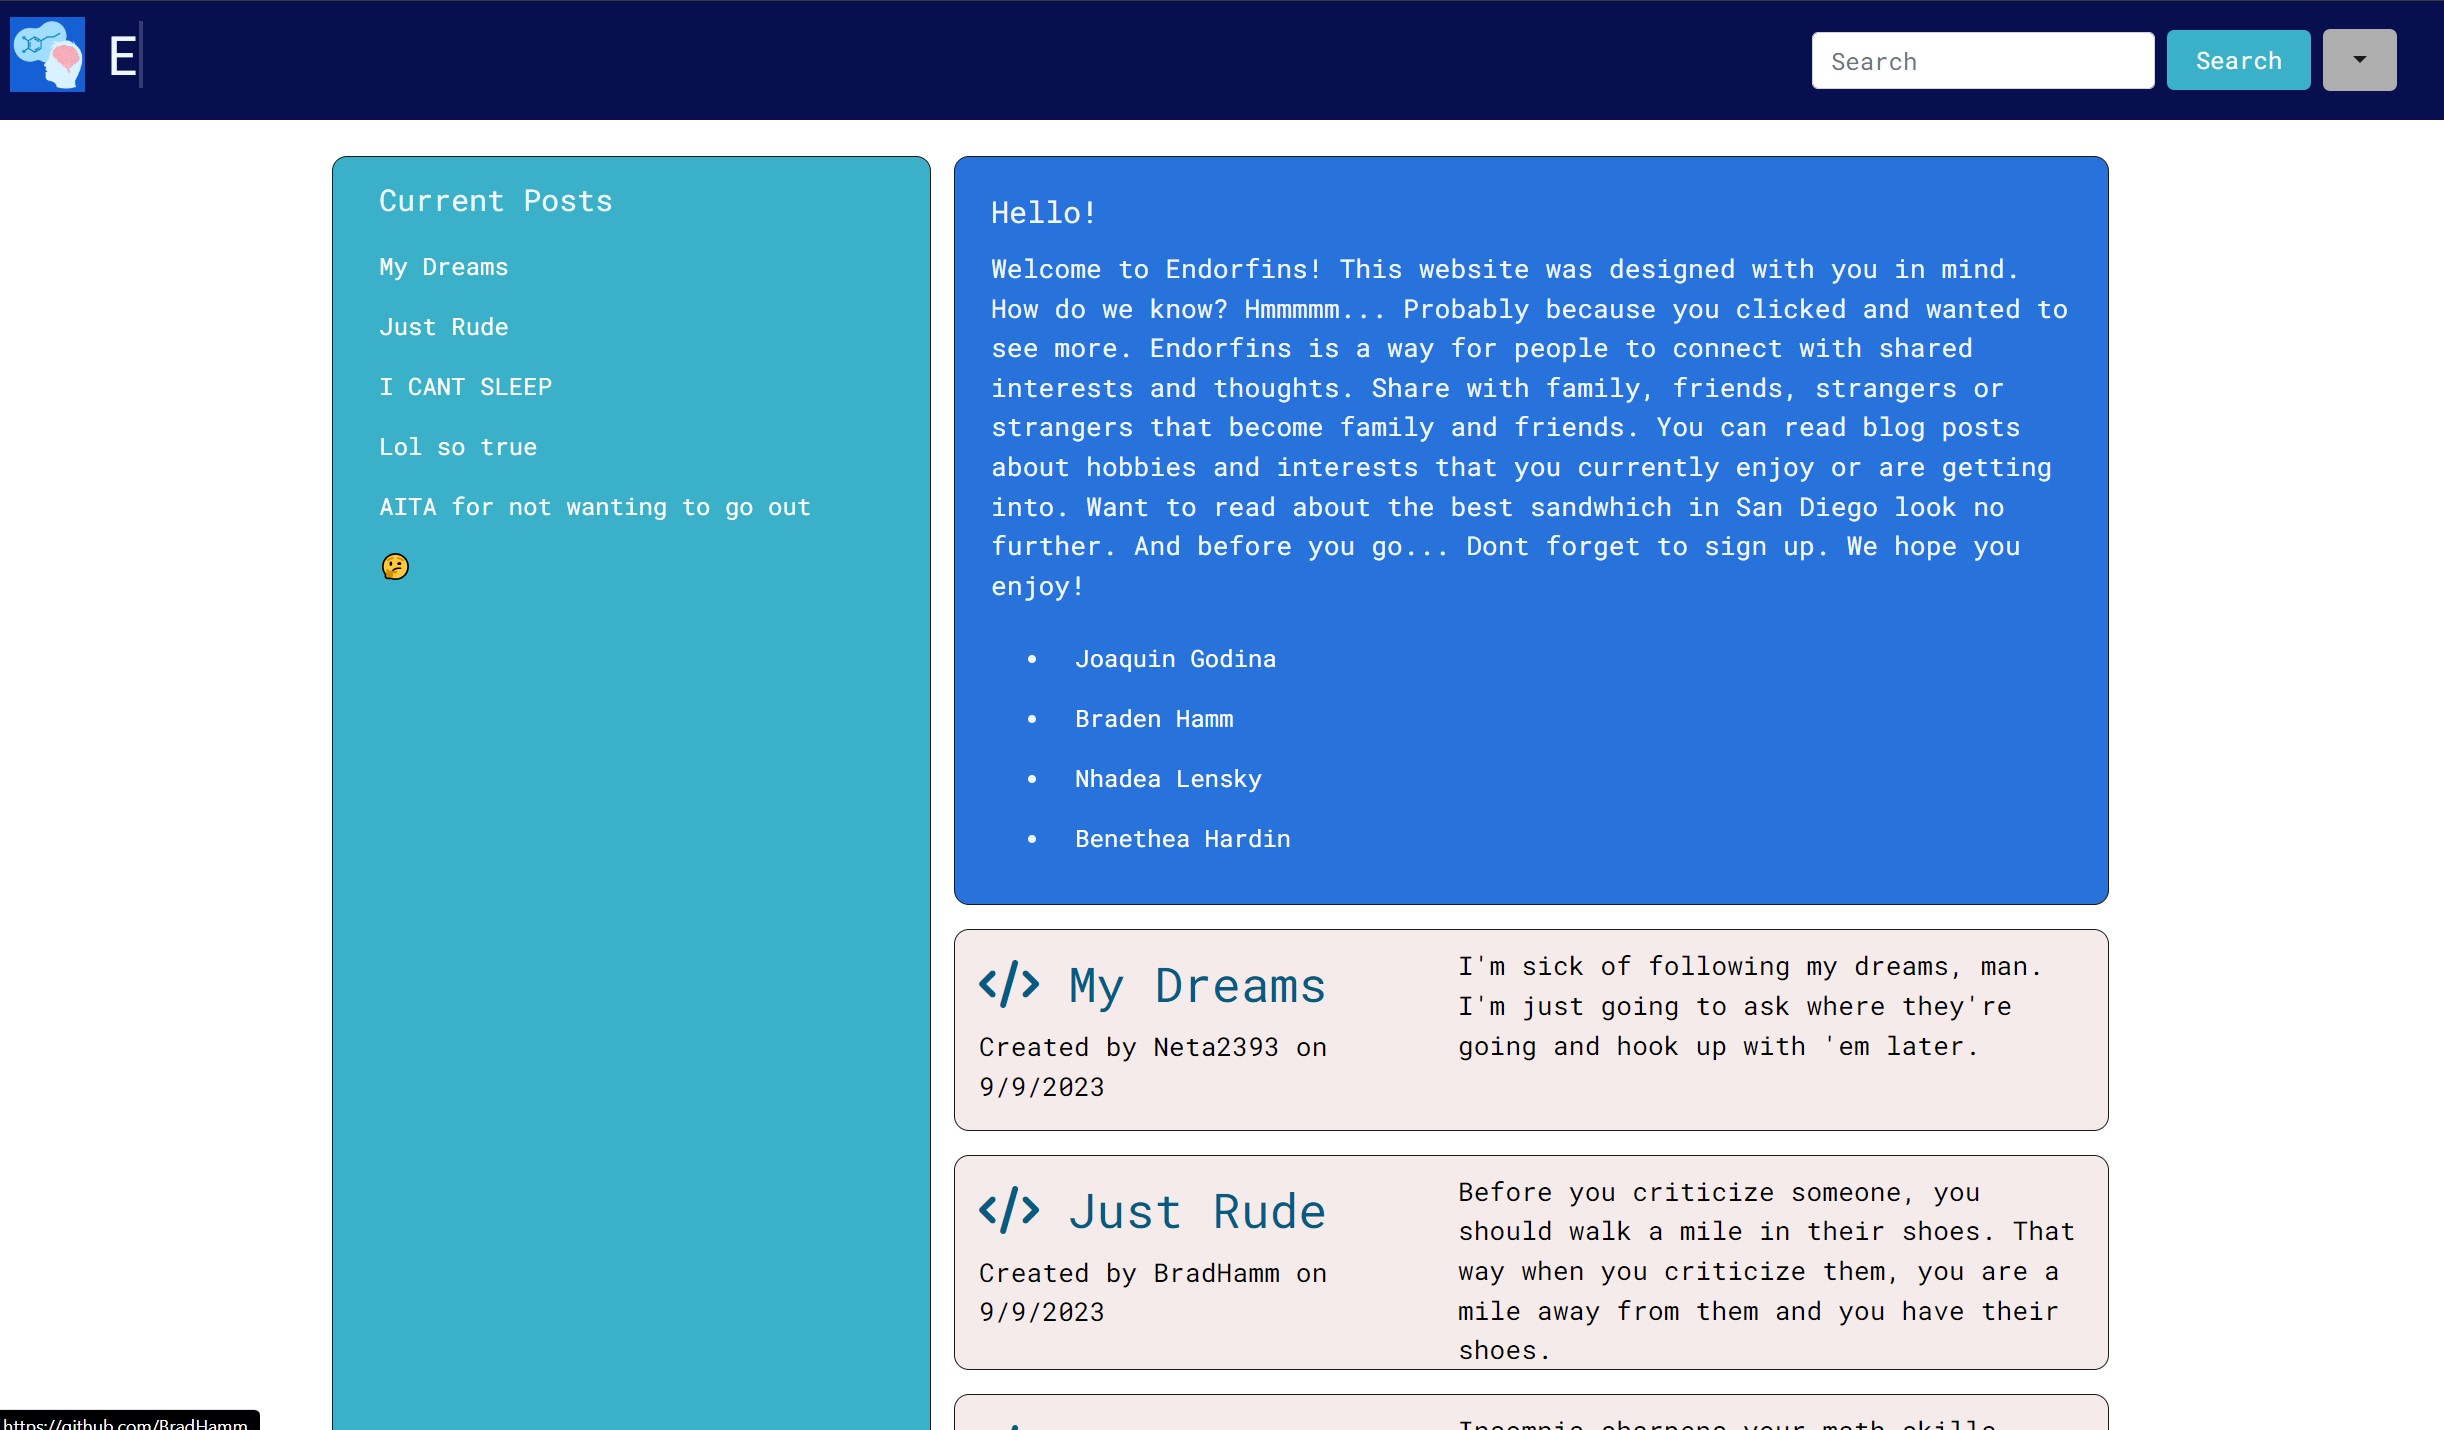 E
Search
Search
Current Posts
My Dreams
Just Rude
I CANT SLEEP
Lol so true
AITA for not wanting to go out
🤔
Hello!
Welcome to Endorfins! This website was designed with you in mind.
How do we know? Hmmmmm... Probably because you clicked and wanted to
see more. Endorfins is a way for people to connect with shared
interests and thoughts. Share with family, friends, strangers or
strangers that become family and friends. You can read blog posts
about hobbies and interests that you currently enjoy or are getting
into. Want to read about the best sandwhich in San Diego look no
further. And before you go... Dont forget to sign up. We hope you
enjoy!
• Joaquin Godina
• Braden Hamm
• Nhadea Lensky
• Benethea Hardin
</> My Dreams
Created by Neta2393 on
9/9/2023
I'm sick of following my dreams, man.
I'm just going to ask where they're
going and hook up with 'em later.
</> Just Rude
Created by BradHamm on
9/9/2023
Before you criticize someone, you
should walk a mile in their shoes. That
way when you criticize them, you are a
mile away from them and you have their
shoes.
Insomnia sharpens your math skills
https://github.com/BradHamm